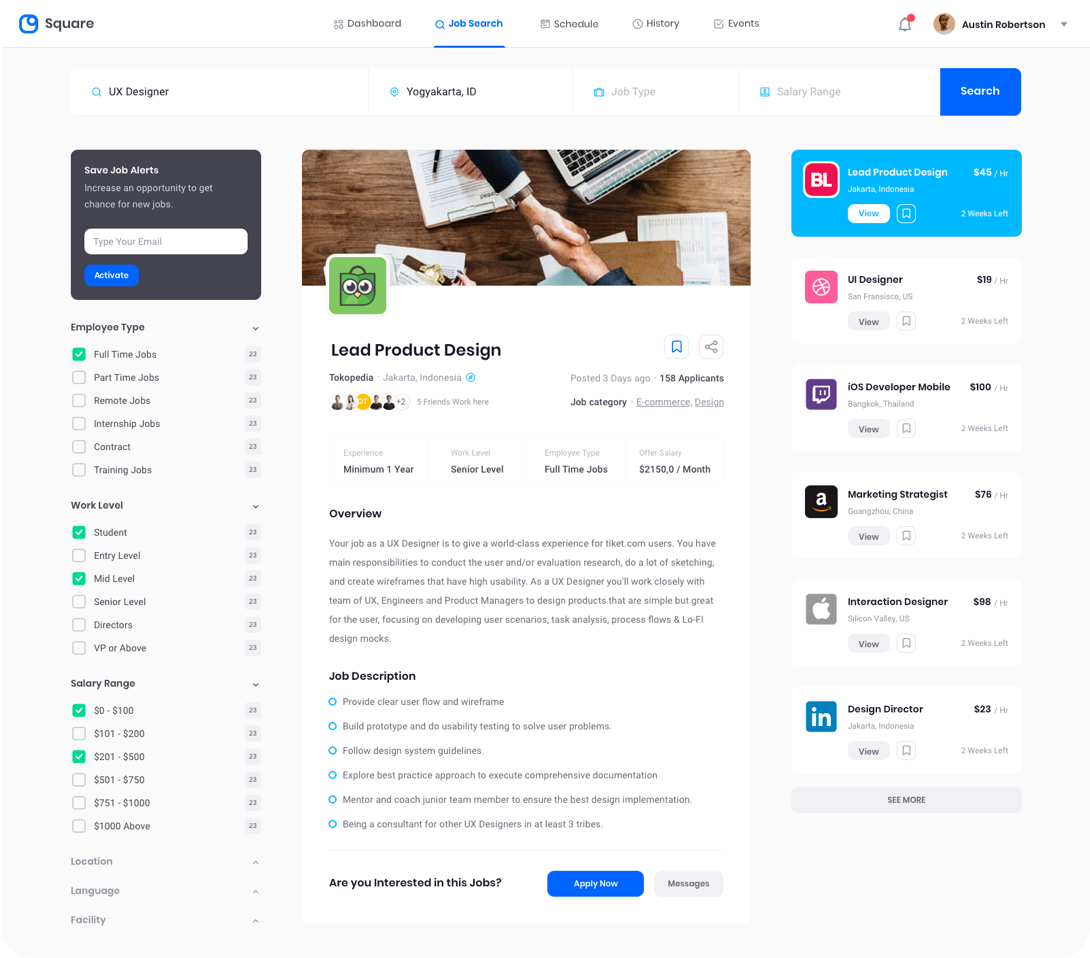 Square
Dashboard
Job Search
Schedule
History
Events
Austin Robertson
UX Designer
Yogyakarta, ID
Job Type
Salary Range
Search
Save Job Alerts
Increase an opportunity to get
chance for new jobs.
Type Your Email
Activate
Employee Type
Full Time Jobs 23
Part Time Jobs 23
Remote Jobs 23
Internship Jobs 23
Contract 23
Training Jobs 23
Work Level
Student 23
Entry Level 23
Mid Level 23
Senior Level 23
Directors 23
VP or Above 23
Salary Range
$0 - $100 23
$101 - $200 23
$201 - $500 23
$501 - $750 23
$751 - $1000 23
$1000 Above 23
Location
Language
Facility
Lead Product Design
Tokopedia · Jakarta, Indonesia
Posted 3 Days ago · 158 Applicants
+2 5 Friends Work here
Job category · E-commerce, Design
Experience
Minimum 1 Year
Work Level
Senior Level
Employee Type
Full Time Jobs
Offer Salary
$2150,0 / Month
Overview
Your job as a UX Designer is to give a world-class experience for tiket.com users. You have
main responsibilities to conduct the user and/or evaluation research, do a lot of sketching,
and create wireframes that have high usability. As a UX Designer you'll work closely with
team of UX, Engineers and Product Managers to design products that are simple but great
for the user, focusing on developing user scenarios, task analysis, process flows & Lo-FI
design mocks.
Job Description
Provide clear user flow and wireframe
Build prototype and do usability testing to solve user problems.
Follow design system guidelines.
Explore best practice approach to execute comprehensive documentation
Mentor and coach junior team member to ensure the best design implementation.
Being a consultant for other UX Designers in at least 3 tribes.
Are you Interested in this Jobs?
Apply Now
Messages
BL
Lead Product Design $45 / Hr
Jakarta, Indonesia
View 2 Weeks Left
UI Designer $19 / Hr
San Fransisco, US
View 2 Weeks Left
iOS Developer Mobile $100 / Hr
Bangkok, Thailand
View 2 Weeks Left
a
Marketing Strategist $76 / Hr
Guangzhou, China
View 2 Weeks Left
Interaction Designer $98 / Hr
Silicon Valley, US
View 2 Weeks Left
in
Design Director $23 / Hr
Jakarta, Indonesia
View 2 Weeks Left
SEE MORE